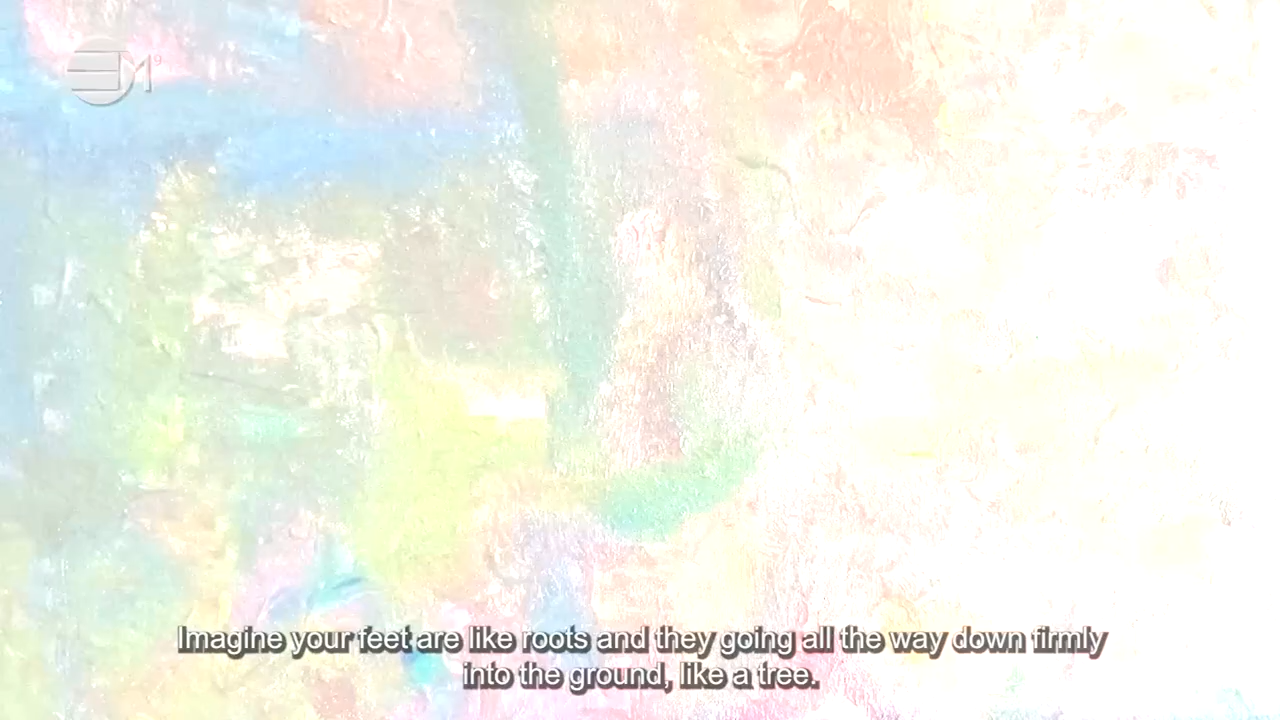 EM9
Imagine your feet are like roots and they going all the way down firmly
into the ground, like a tree.